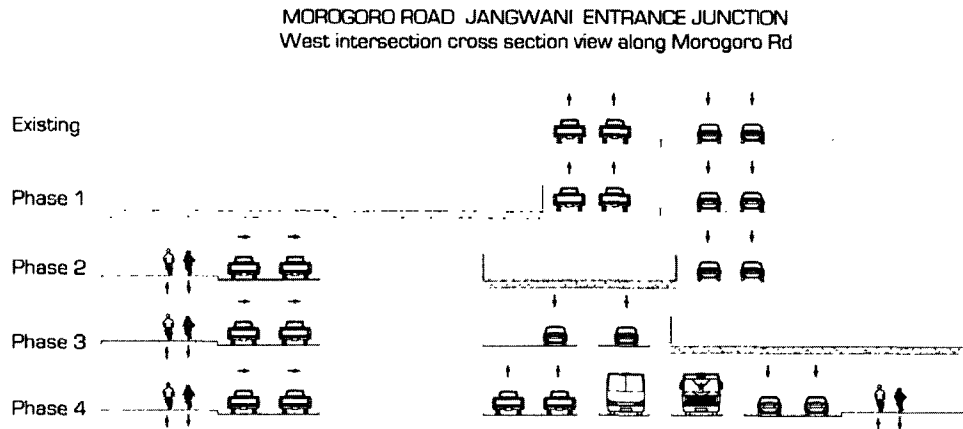 MOROGORO ROAD JANGWANI ENTRANCE JUNCTION
West intersection cross section view along Morogoro Rd
Existing
Phase 1
Phase 2
Phase 3
Phase 4